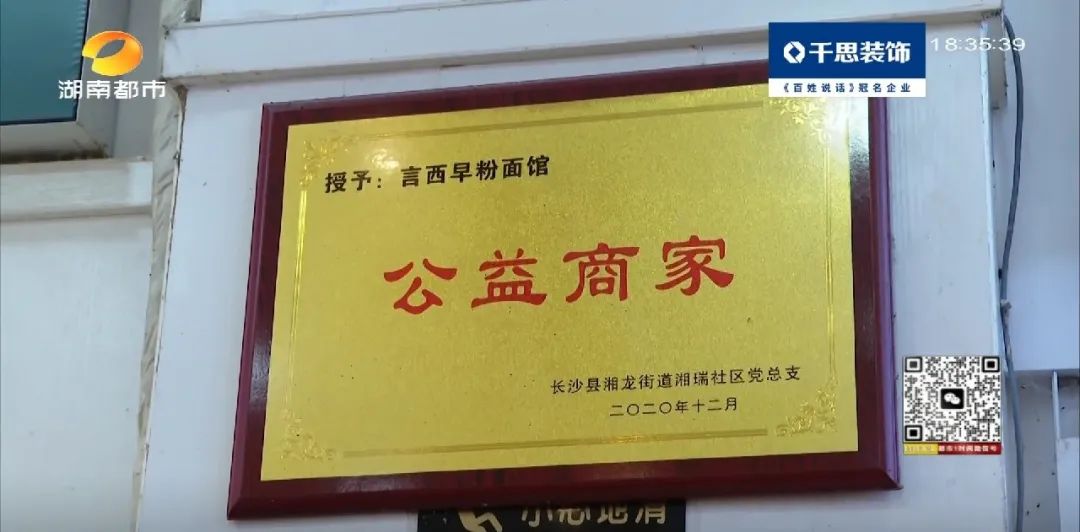 湖南都市
千思装饰
《百姓说话》冠名企业
18:35:39
授予：言西早粉面馆
公益商家
长沙县湘龙街道湘瑞社区党总支
二〇二〇年十二月
小心地滑